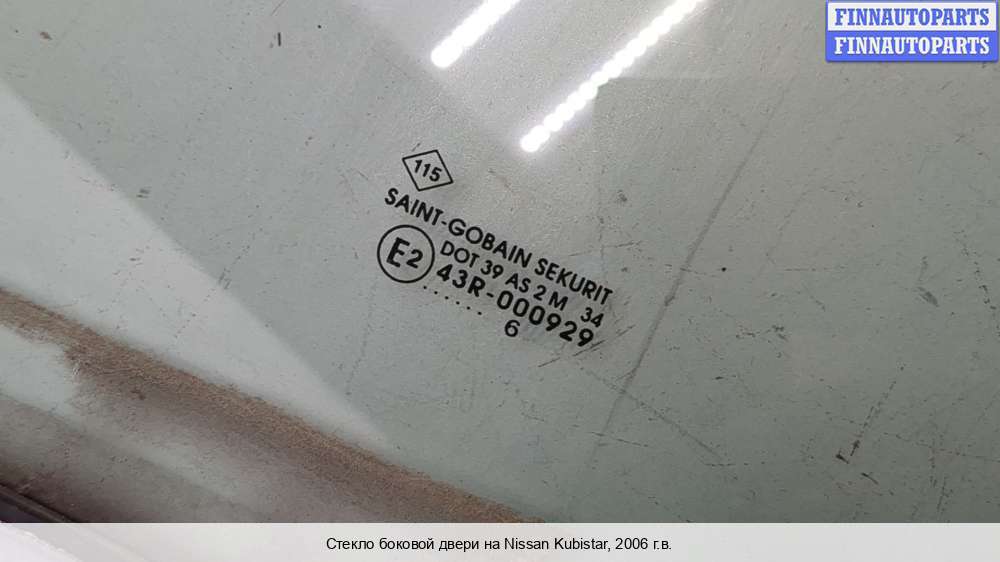 FINNAUTOPARTS
FINNAUTOPARTS
115
SAINT-GOBAIN SEKURIT
E2 DOT 39 AS 2 M 34
43R-000929
...... 6
Стекло боковой двери на Nissan Kubistar, 2006 г.в.